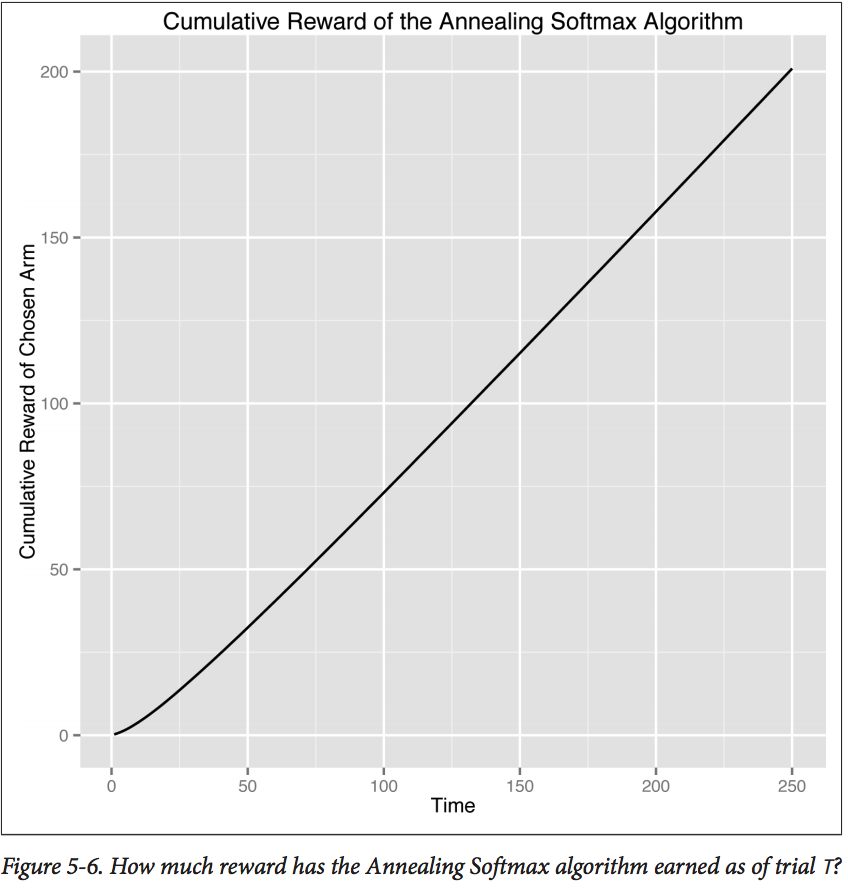 Cumulative Reward of the Annealing Softmax Algorithm
Cumulative Reward of Chosen Arm
200
150
100
50
0
0 50 100 150 200 250
Time
Figure 5-6. How much reward has the Annealing Softmax algorithm earned as of trial T?